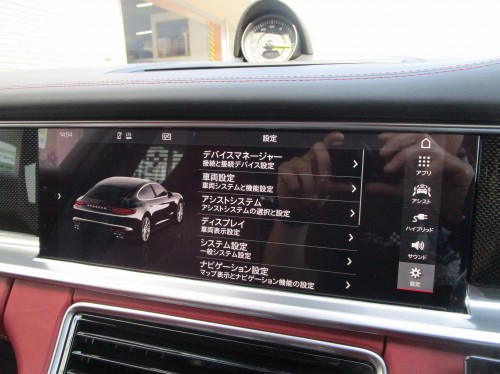 14:04
設定
デバイスマネージャー
接続と接続デバイス設定
車両設定
車両システムと機能設定
アシストシステム
アシストシステムの選択と設定
ディスプレイ
車両表示設定
システム設定
一般システム設定
ナビゲーション設定
マップ表示とナビゲーション機能の設定
アプリ
アシスト
ハイブリッド
サウンド
設定